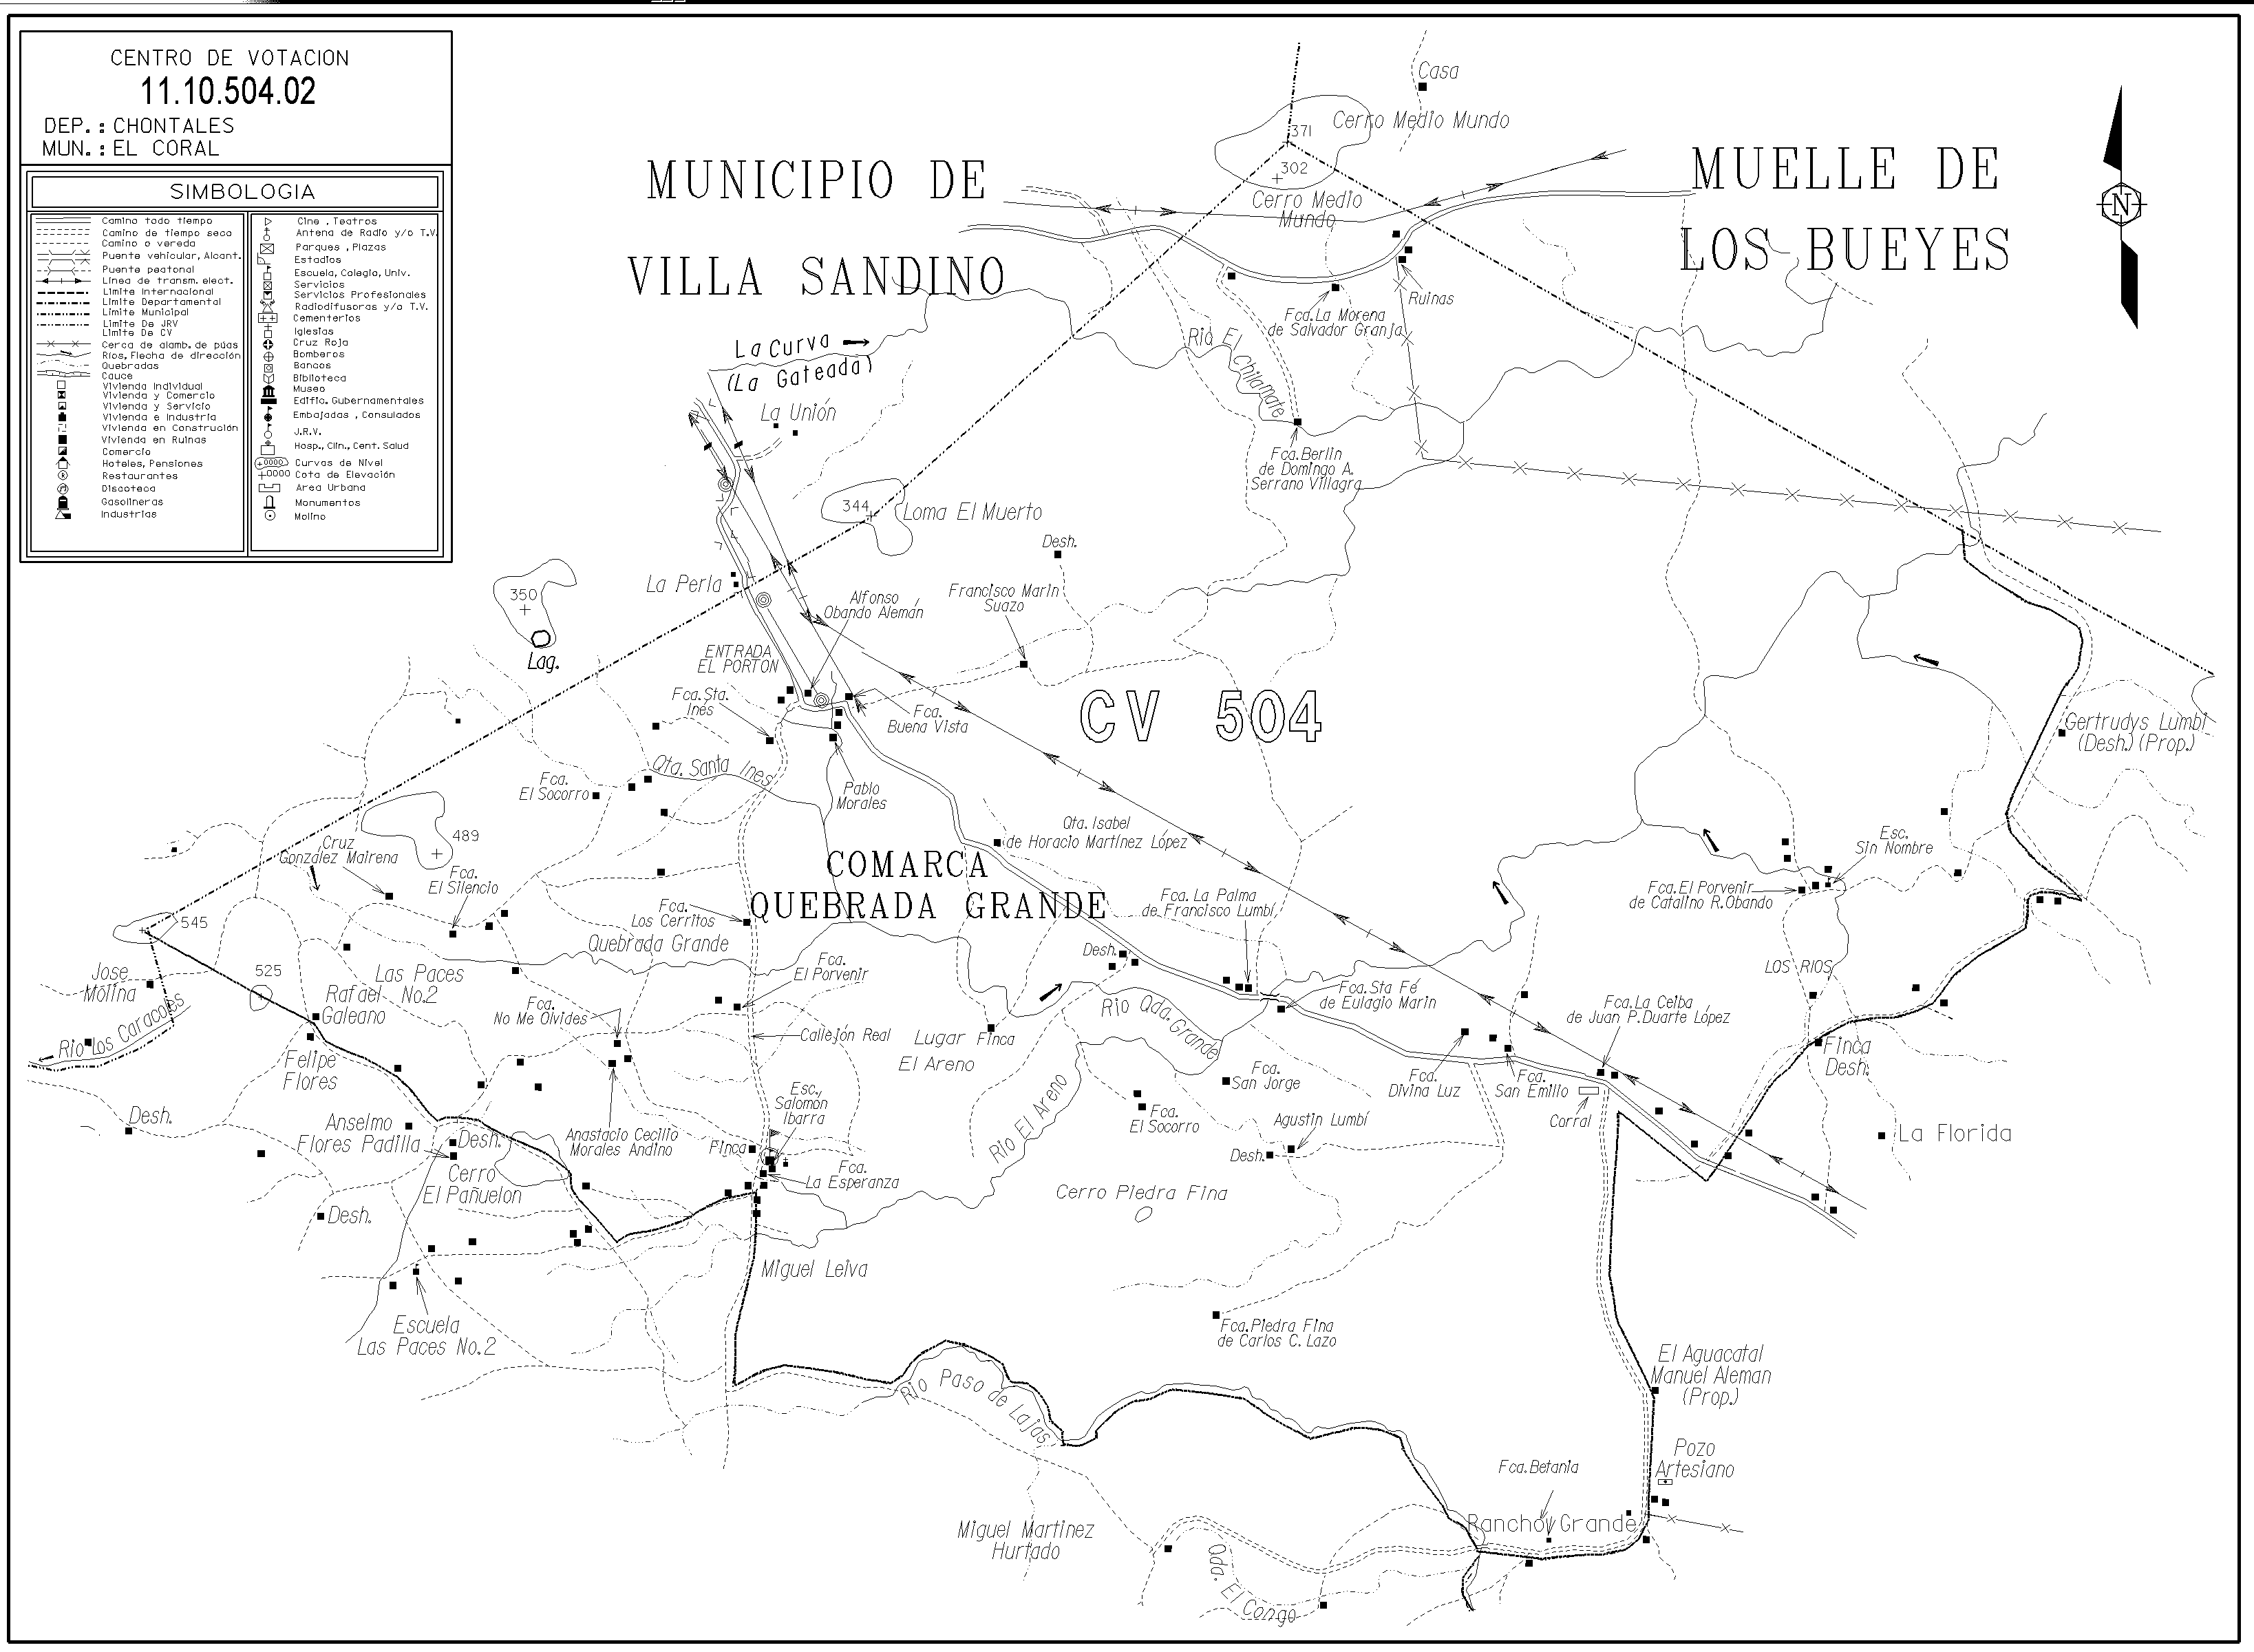 CENTRO DE VOTACION
11.10.504.02
DEP.: CHONTALES
MUN.: EL CORAL
SIMBOLOGIA
Camino todo tiempo
Camino de tiempo seco
Camino o vereda
Puente vehicular, Alcant.
Puente peatonal
Línea de transm. elect.
Limite Internacional
Limite Departamental
Limite Municipal
Limite De JRV
Limite De CV
Cerca de alamb. de púas
Ríos, Flecha de dirección
Quebradas
Cauce
Vivienda Individual
Vivienda y Comercio
Vivienda y Servicio
Vivienda e Industria
Vivienda en Construción
Vivienda en Ruinas
Comercio
Hoteles, Pensiones
Restaurantes
Discoteca
Gasolineras
Industrias
Cine , Teatros
Antena de Radio y/o T.V.
Parques , Plazas
Estadios
Escuela, Colegio, Univ.
Servicios
Servicios Profesionales
Radiodifusoras y/o T.V.
Cementerios
Iglesias
Cruz Roja
Bomberos
Bancos
Biblioteca
Museo
Edific. Gubernamentales
Embajadas , Consulados
J.R.V.
Hosp., Clin., Cent. Salud
+0000 Curvas de Nivel
+0000 Cota de Elevación
Area Urbana
Monumentos
Molino
MUNICIPIO DE
VILLA SANDINO
MUELLE DE
LOS BUEYES
N
Casa
Cerro Medio Mundo
371
302
Cerro Medio
Mundo
Ruinas
Fca. La Morena
de Salvador Granja
Rio El Chilamate
La Curva
(La Gateada)
La Unión
Fca. Berlin
de Domingo A.
Serrano Villagra
344
Loma El Muerto
Desh.
350
Lag.
La Perla
Alfonso
Obando Alemán
Francisco Marin
Suazo
ENTRADA
EL PORTON
Fca. Sta.
Ines
Fca.
Buena Vista
CV 504
Gertrudys Lumbi
(Desh.) (Prop.)
Qta. Santa Ines
Fca.
El Socorro
Pablo
Morales
489
Cruz
González Mairena
Fca.
El Silencio
Qta. Isabel
de Horacio Martínez López
COMARCA
QUEBRADA GRANDE
Esc.
Sin Nombre
Fca. El Porvenir
de Catalino R. Obando
Fca. La Palma
de Francisco Lumbí
Fca.
Los Cerritos
Quebrada Grande
545
525
Jose
Molina
Las Paces
No.2
Rafael
Galeano
Fca.
El Porvenir
Desh.
LOS RIOS
Fca. Sta Fé
de Eulagio Marin
Fca. La Ceiba
de Juan P. Duarte López
Fca.
No Me Olvides
Rio Qda. Grande
Callejón Real
Lugar Finca
El Areno
Rio Los Caracoles
Felipe
Flores
Finca
Desh.
Fca.
San Jorge
Fca.
Divina Luz
Fca.
San Emilio
Corral
Rio El Areno
Esc.
Salomón
Ibarra
Desh.
Anselmo
Flores Padilla
Desh.
Anastacio Cecilio
Morales Andino
Finca
Fca.
El Socorro
Agustin Lumbí
Desh.
La Florida
Cerro
El Pañuelon
Fca.
La Esperanza
Cerro Piedra Fina
Desh.
Miguel Leiva
Escuela
Las Paces No.2
Fca. Piedra Fina
de Carlos C. Lazo
El Aguacatal
Manuel Aleman
(Prop.)
Rio Paso de Lajas
Pozo
Artesiano
Fca. Betania
Rancho Grande
Miguel Martinez
Hurtado
Qda. El Congo